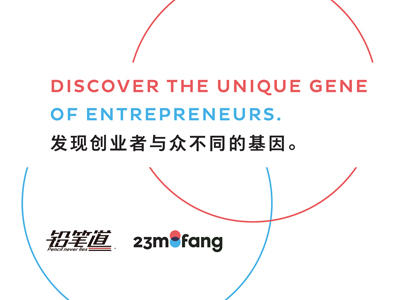 DISCOVER THE UNIQUE GENE
OF ENTREPRENEURS.
发现创业者与众不同的基因。
铅笔道
Pencil never lies
23mofang